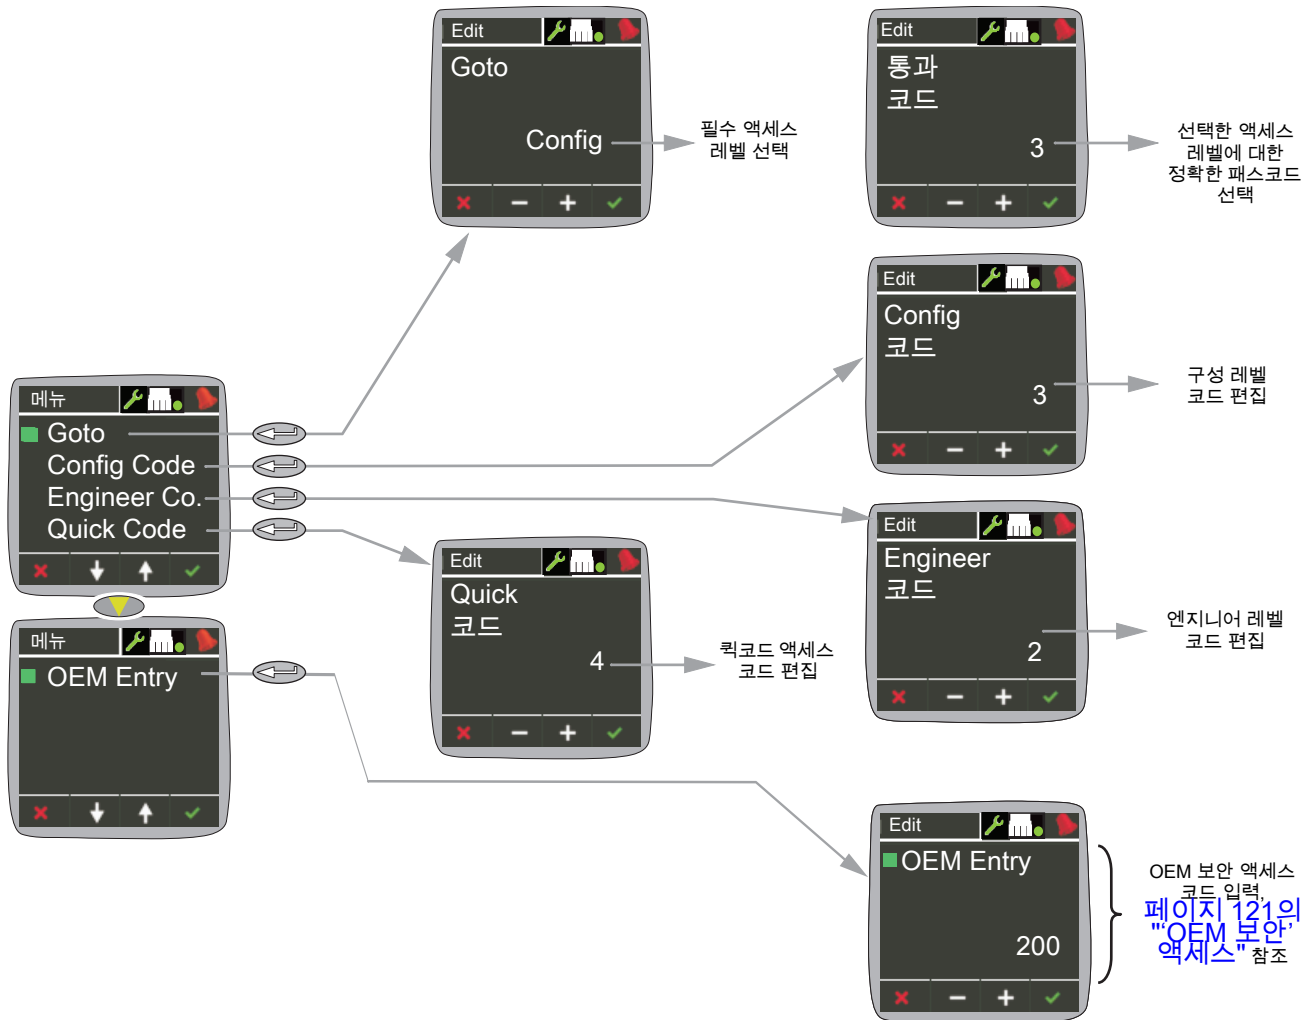 Edit
Goto
Config
필수 액세스
레벨 선택
Edit
통과
코드
3
선택한 액세스
레벨에 대한
정확한 패스코드
선택
Edit
Config
코드
3
구성 레벨
코드 편집
메뉴
Goto
Config Code
Engineer Co.
Quick Code
Edit
Quick
코드
4
퀵코드 액세스
코드 편집
Edit
Engineer
코드
2
엔지니어 레벨
코드 편집
메뉴
OEM Entry
Edit
OEM Entry
200
OEM 보안 액세스
코드 입력,
페이지 121의
"‘OEM 보안’
액세스" 참조